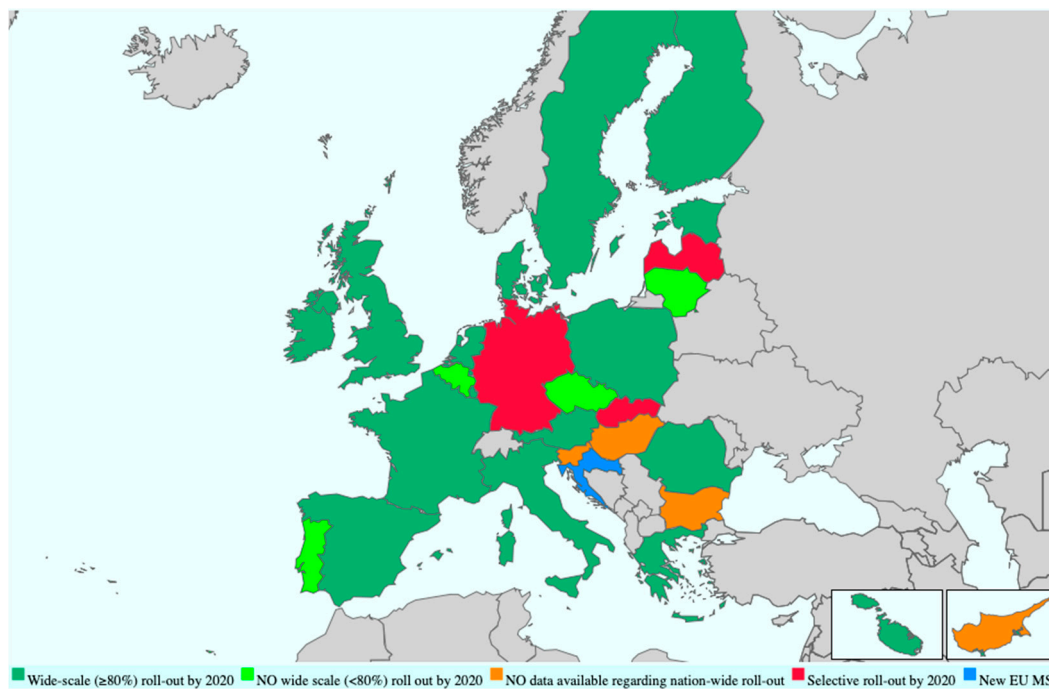 Wide-scale (≥80%) roll-out by 2020 NO wide scale (<80%) roll out by 2020 NO data available regarding nation-wide roll-out Selective roll-out by 2020 New EU MS